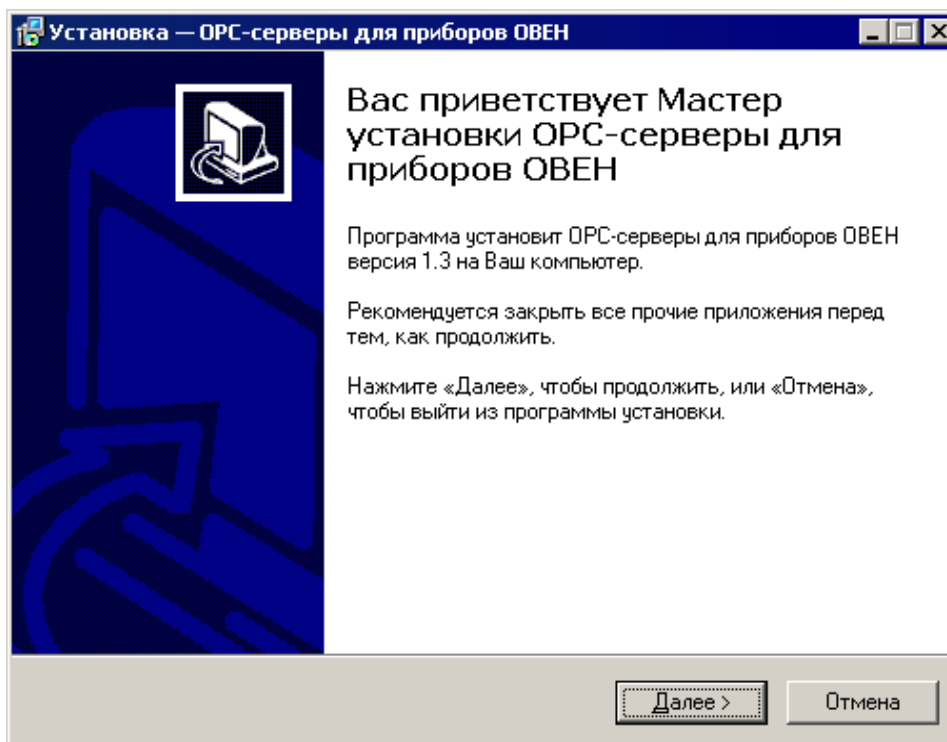 Установка — OPC-серверы для приборов ОВЕН
Вас приветствует Мастер
установки OPC-серверы для
приборов ОВЕН
Программа установит OPC-серверы для приборов ОВЕН
версия 1.3 на Ваш компьютер.
Рекомендуется закрыть все прочие приложения перед
тем, как продолжить.
Нажмите «Далее», чтобы продолжить, или «Отмена»,
чтобы выйти из программы установки.
Далее >
Отмена